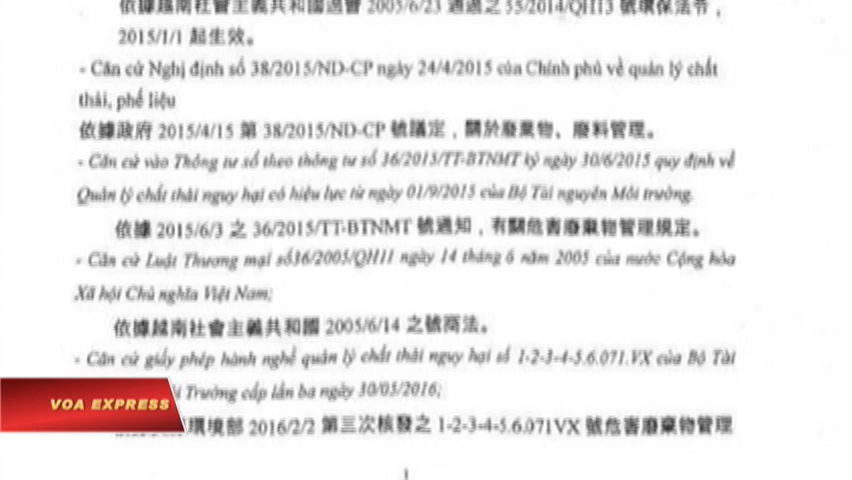 依據越南社會主義共和國過會 2005/6/23 通過之 55/2014/QH13 號環保法令，
2015/1/1 起生效。
- Căn cứ Nghị định số 38/2015/ND-CP ngày 24/4/2015 của Chính phủ về quản lý chất
thải, phế liệu
依據政府 2015/4/15 第 38/2015/ND-CP 號議定，關於廢棄物、廢料管理。
- Căn cứ vào Thông tư số theo thông tư số 36/2015/TT-BTNMT ký ngày 30/6/2015 quy định về
Quản lý chất thải nguy hại có hiệu lực từ ngày 01/9/2015 của Bộ Tài nguyên Môi trường.
依據 2015/6/3 之 36/2015/TT-BTNMT 號通知，有關危害廢棄物管理規定。
- Căn cứ Luật Thương mại số36/2005/QH11 ngày 14 tháng 6 năm 2005 của nước Cộng hòa
Xã hội Chủ nghĩa Việt Nam;
依據越南社會主義共和國 2005/6/14 之號商法。
- Căn cứ giấy phép hành nghề quản lý chất thải nguy hại số 1-2-3-4-5.6.071.VX của Bộ Tài
Trường cấp lần ba ngày 30/05/2016;
VOA EXPRESS
環境部 2016/2/2 第三次核發之 1-2-3-4-5.6.071VX 號危害廢棄物管理
1